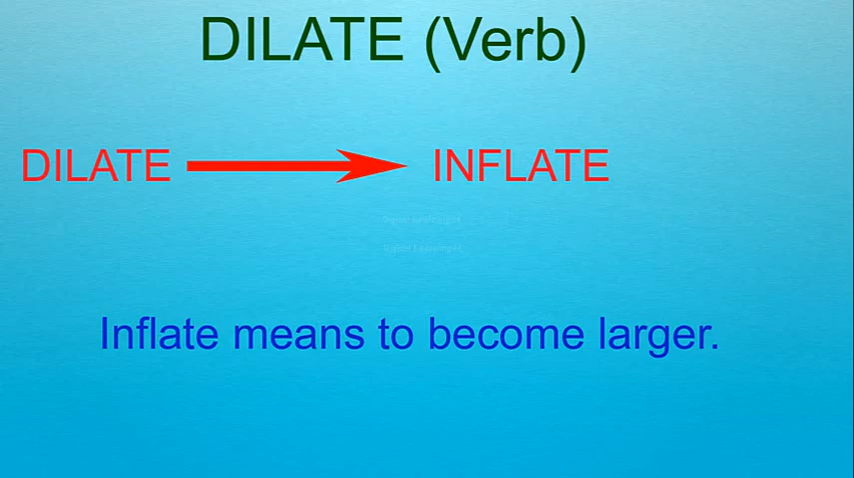 DILATE (Verb)
DILATE INFLATE
Inflate means to become larger.